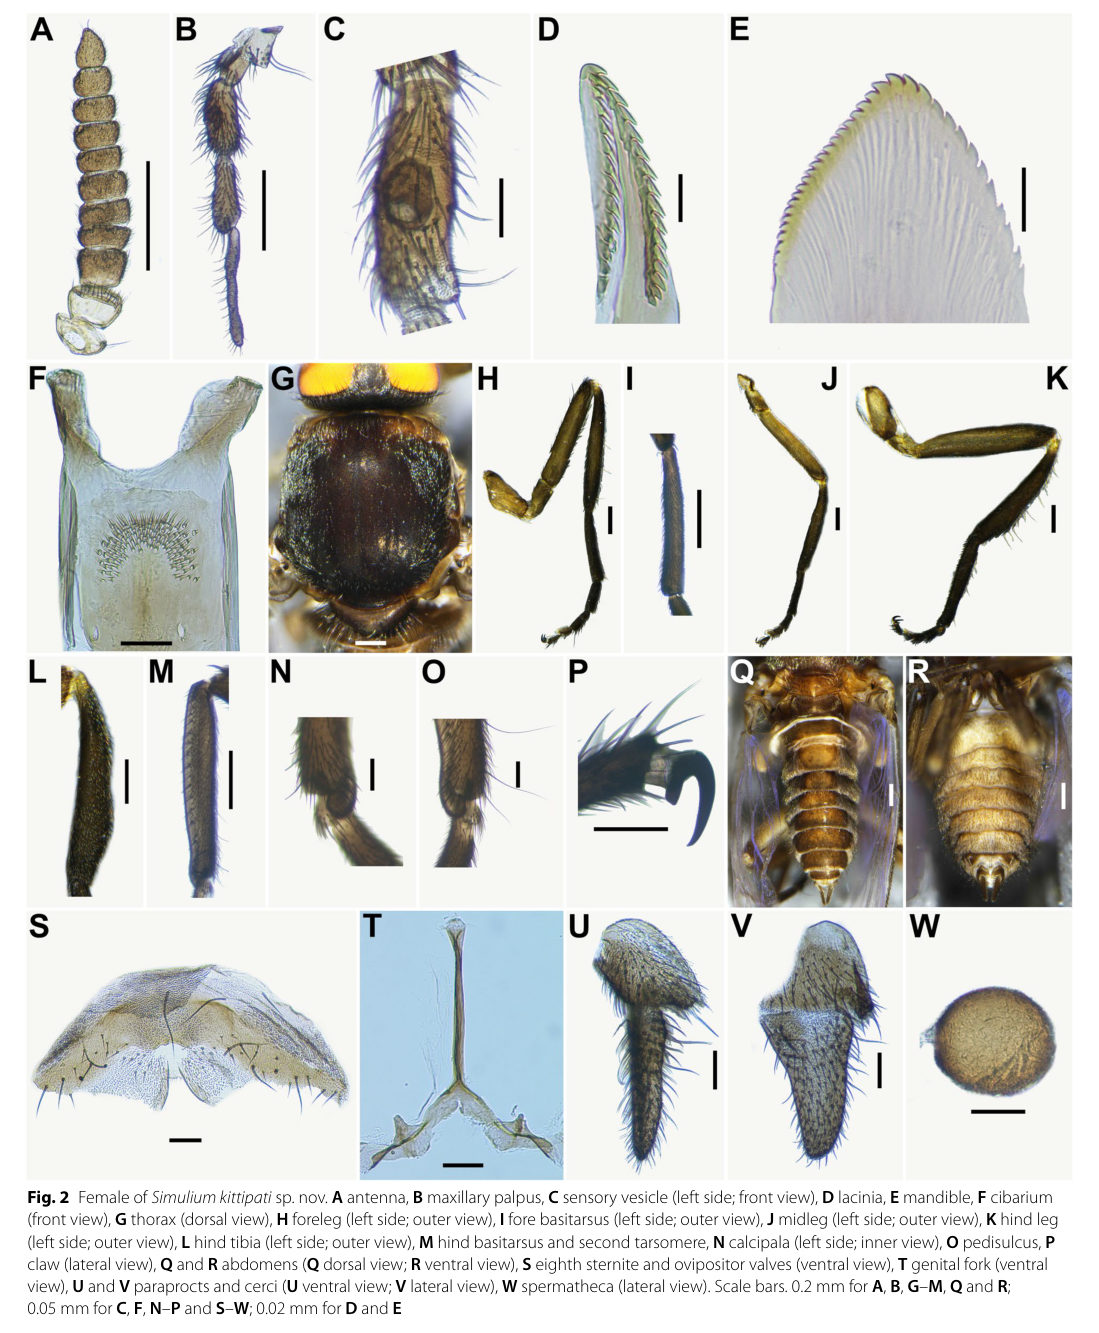 A B C D E
F G H I J K
L M N O P Q R
S T U V W
Fig. 2 Female of Simulium kittipati sp. nov. A antenna, B maxillary palpus, C sensory vesicle (left side; front view), D lacinia, E mandible, F cibarium
(front view), G thorax (dorsal view), H foreleg (left side; outer view), I fore basitarsus (left side; outer view), J midleg (left side; outer view), K hind leg
(left side; outer view), L hind tibia (left side; outer view), M hind basitarsus and second tarsomere, N calcipala (left side; inner view), O pedisulcus, P
claw (lateral view), Q and R abdomens (Q dorsal view; R ventral view), S eighth sternite and ovipositor valves (ventral view), T genital fork (ventral
view), U and V paraprocts and cerci (U ventral view; V lateral view), W spermatheca (lateral view). Scale bars. 0.2 mm for A, B, G–M, Q and R;
0.05 mm for C, F, N–P and S–W; 0.02 mm for D and E